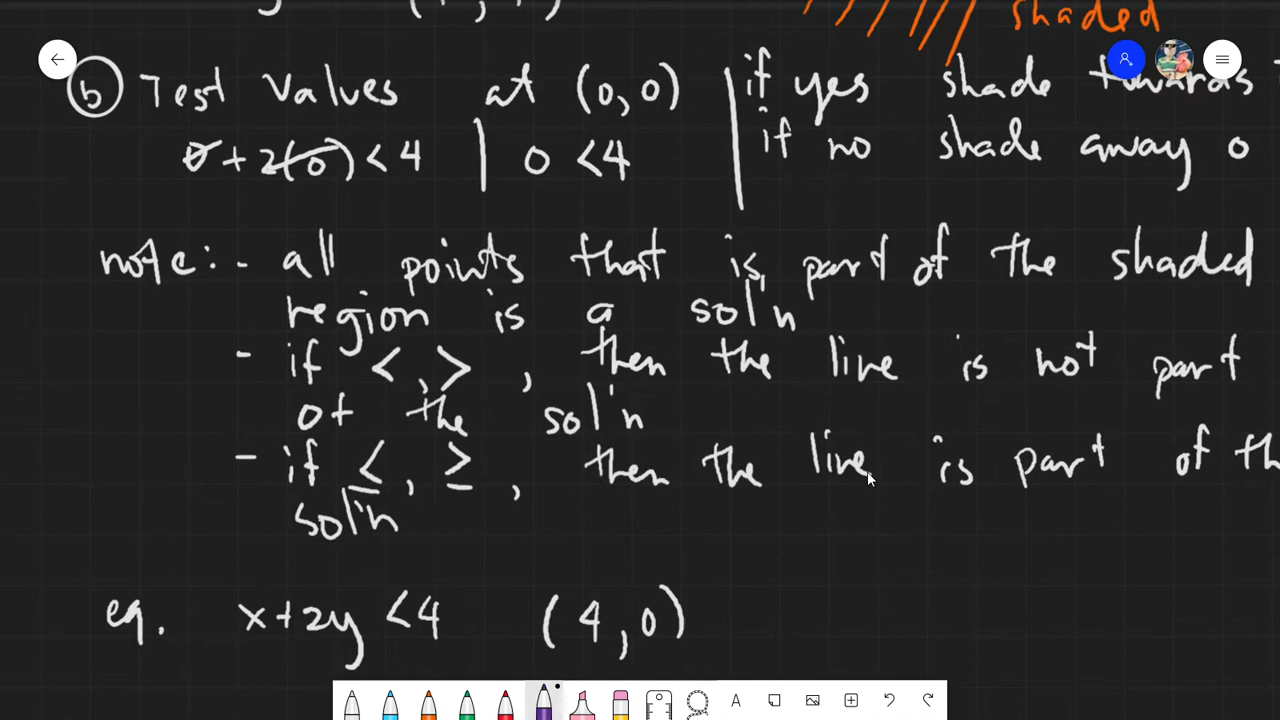 shaded
b Test values at (0,0) if yes shade towards
0 + 2(0) < 4 | 0 < 4 if no shade away o
note: - all points that is part of the shaded
region is a sol'n
- if <, >, then the line is not part
of the sol'n
- if ≤, ≥, then the line is part of th
sol'n
eq. x+2y <4 (4,0)
A